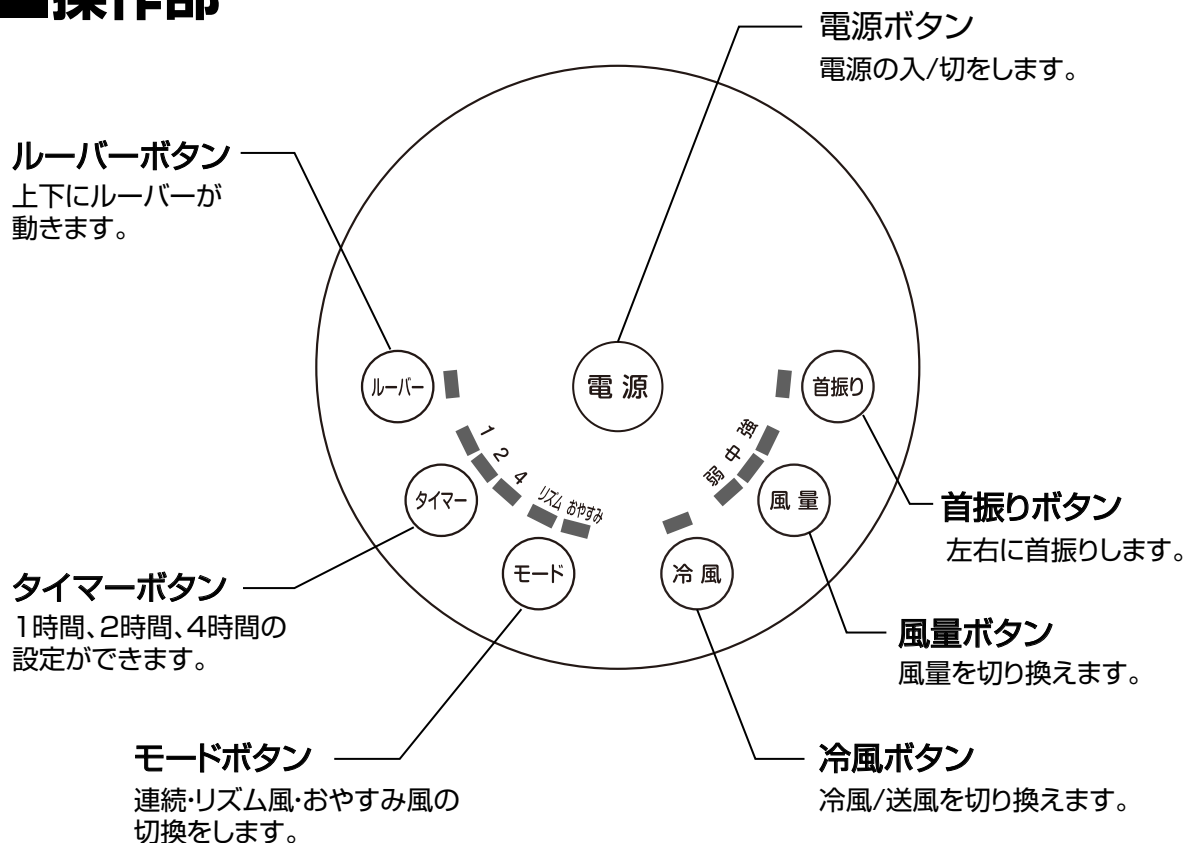 ■操作部
電源ボタン
電源の入/切をします。
ルーバーボタン
上下にルーバーが
動きます。
ルーバー
電源
首振り
1
2
4
タイマー
リズム おやすみ
モード
弱 中 強
風量
冷風
首振りボタン
左右に首振りします。
タイマーボタン
1時間、2時間、4時間の
設定ができます。
風量ボタン
風量を切り換えます。
モードボタン
連続・リズム風・おやすみ風の
切換をします。
冷風ボタン
冷風/送風を切り換えます。